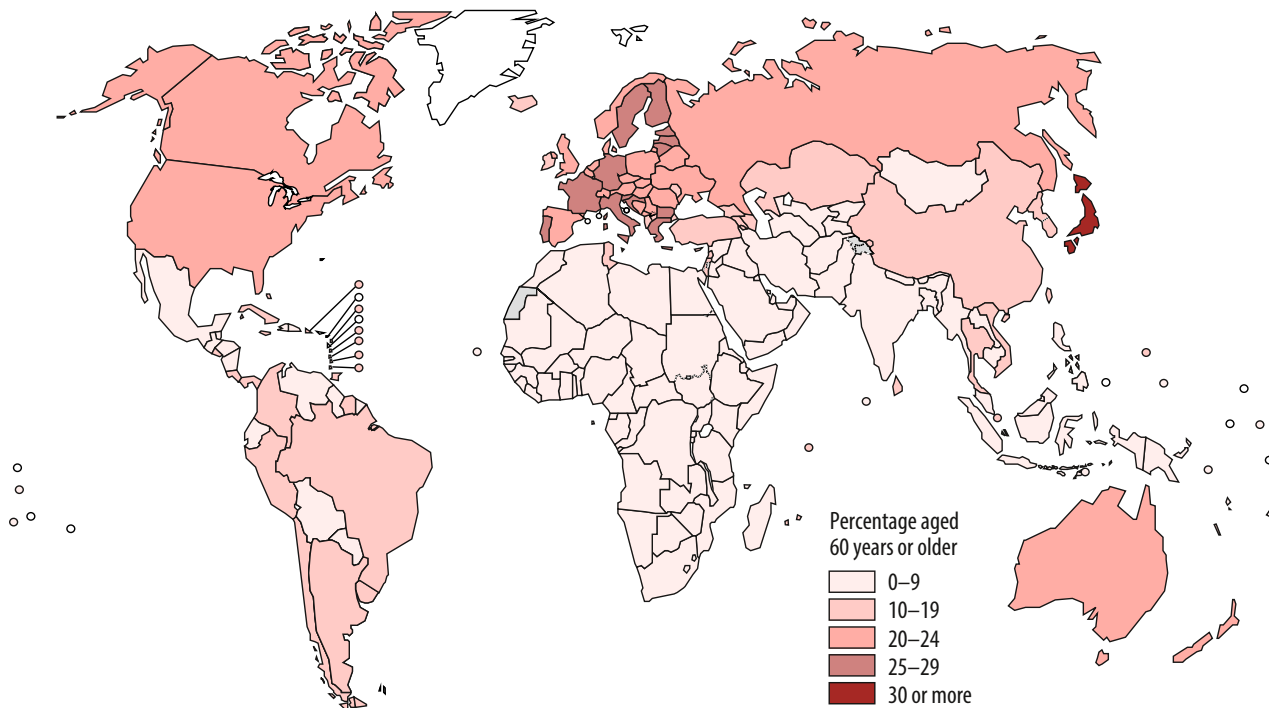 Percentage aged
60 years or older
0–9
10–19
20–24
25–29
30 or more